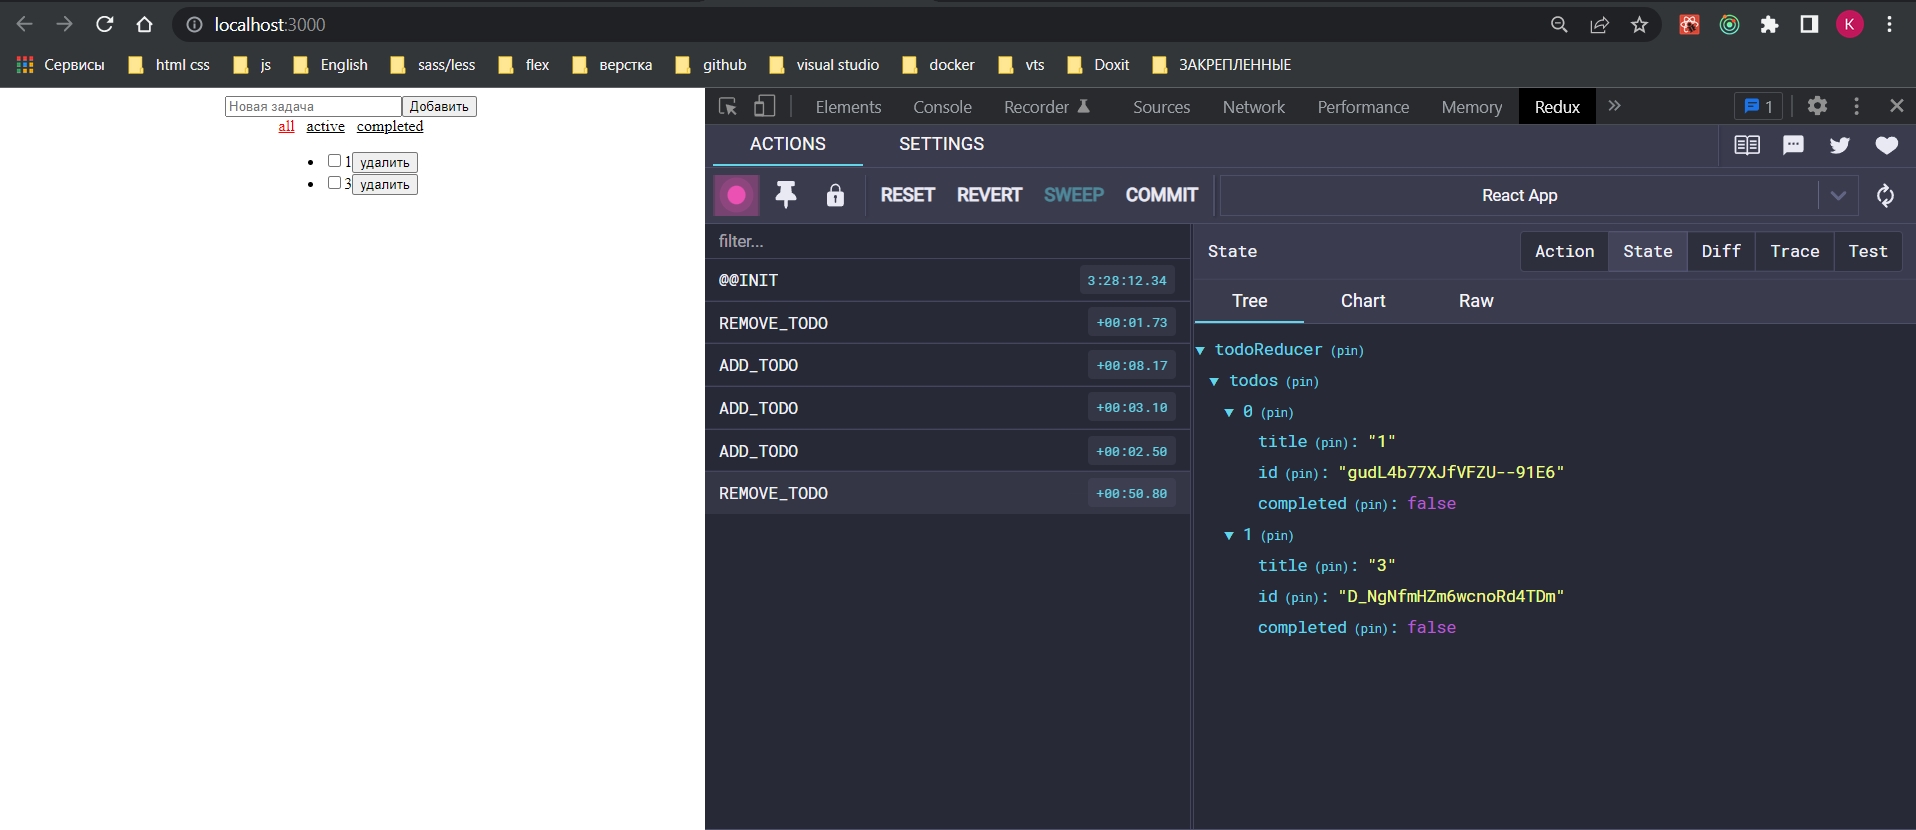 localhost:3000
K
Сервисы html css js English sass/less flex верстка github visual studio docker vts Doxit ЗАКРЕПЛЕННЫЕ
Новая задача Добавить
all active completed
1 удалить
3 удалить
Elements Console Recorder Sources Network Performance Memory Redux 1
ACTIONS SETTINGS
RESET REVERT SWEEP COMMIT React App
filter...
@@INIT 3:28:12.34
REMOVE_TODO +00:01.73
ADD_TODO +00:08.17
ADD_TODO +00:03.10
ADD_TODO +00:02.50
REMOVE_TODO +00:50.80
State Action State Diff Trace Test
Tree Chart Raw
todoReducer (pin)
todos (pin)
0 (pin)
title (pin): "1"
id (pin): "gudL4b77XJfVFZU--91E6"
completed (pin): false
1 (pin)
title (pin): "3"
id (pin): "D_NgNfmHZm6wcnoRd4TDm"
completed (pin): false